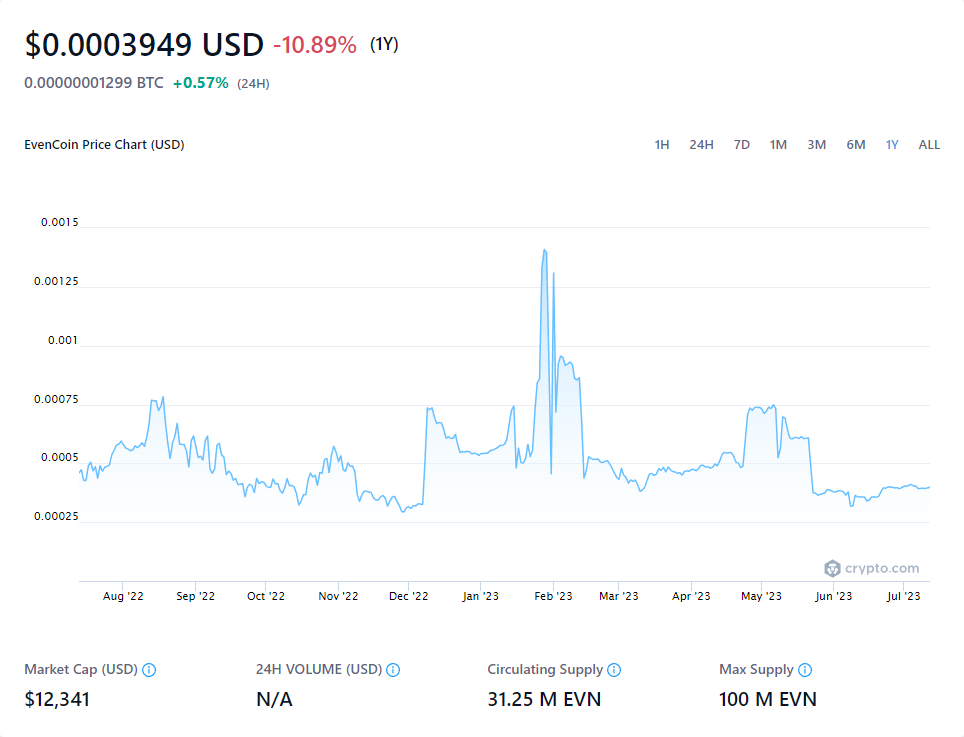 $0.0003949 USD -10.89% (1Y)
0.00000001299 BTC +0.57% (24H)
EvenCoin Price Chart (USD) 1H 24H 7D 1M 3M 6M 1Y ALL
0.0015
0.00125
0.001
0.00075
0.0005
0.00025
crypto.com
Aug '22 Sep '22 Oct '22 Nov '22 Dec '22 Jan '23 Feb '23 Mar '23 Apr '23 May '23 Jun '23 Jul '23
Market Cap (USD) 24H VOLUME (USD) Circulating Supply Max Supply
$12,341 N/A 31.25 M EVN 100 M EVN